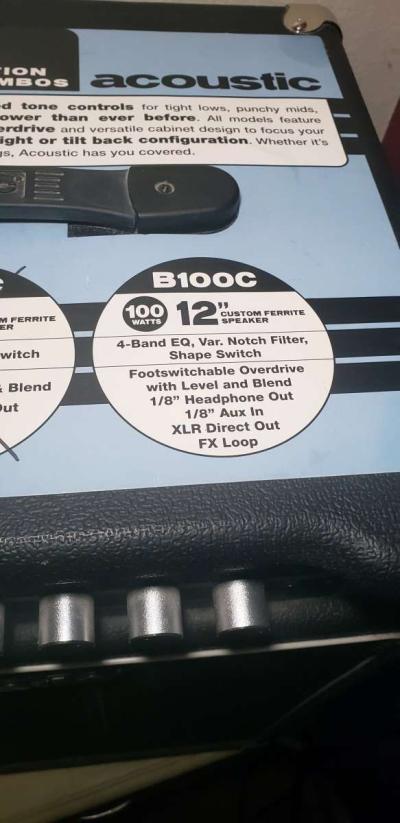 TION
MBOS
acoustic
ed tone controls for tight lows, punchy mids,
ower than ever before. All models feature
erdrive and versatile cabinet design to focus your
ight or tilt back configuration. Whether it's
gs, Acoustic has you covered.
C
M FERRITE
ER
witch
& Blend
Out
B100C
100 WATTS 12” CUSTOM FERRITE SPEAKER
4-Band EQ, Var. Notch Filter,
Shape Switch
Footswitchable Overdrive
with Level and Blend
1/8” Headphone Out
1/8” Aux In
XLR Direct Out
FX Loop